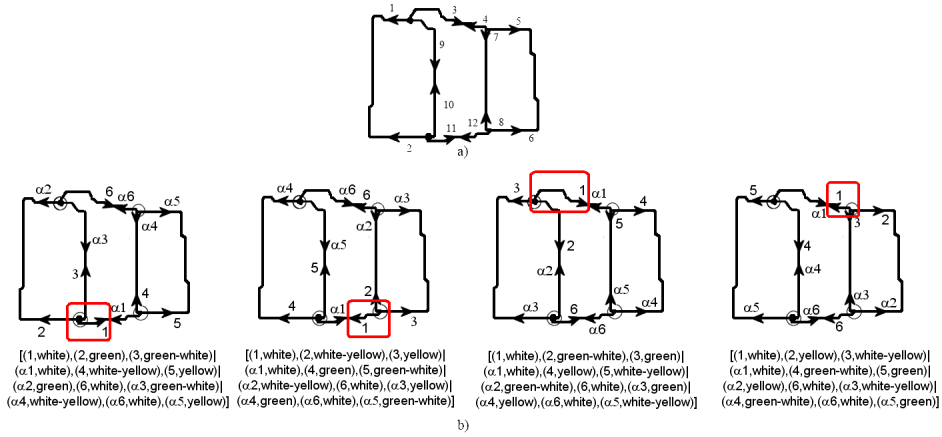 1 3 4 5
7
9
10
12 8
11
2 6
a)
α2 6 α6 α5
α4
α3
3
4
α1
2 1 5
[(1,white),(2,green),(3,green-white)|
(α1,white),(4,white-yellow),(5,yellow)|
(α2,green),(6,white),(α3,green-white)|
(α4,white-yellow),(α6,white),(α5,yellow)]
α4 α6 6 α3
α2
α5
5
2
4 α1
1 3
[(1,white),(2,white-yellow),(3,yellow)|
(α1,white),(4,green),(5,green-white)|
(α2,white-yellow),(6,white),(α3,yellow)|
(α4,green),(α6,white),(α5,green-white)]
3 1 α1 4
5
2
α2
α5
α3 6 α4
α6
[(1,white),(2,green-white),(3,green)|
(α1,white),(4,yellow),(5,white-yellow)|
(α2,green-white),(6,white),(α3,green)|
(α4,yellow),(α6,white),(α5,white-yellow)]
5 1
α1 3 2
4
α4
α3
α5 α6 α2
6
[(1,white),(2,yellow),(3,white-yellow)|
(α1,white),(4,green-white),(5,green)|
(α2,yellow),(6,white),(α3,white-yellow)|
(α4,green-white),(α6,white),(α5,green)]
b)